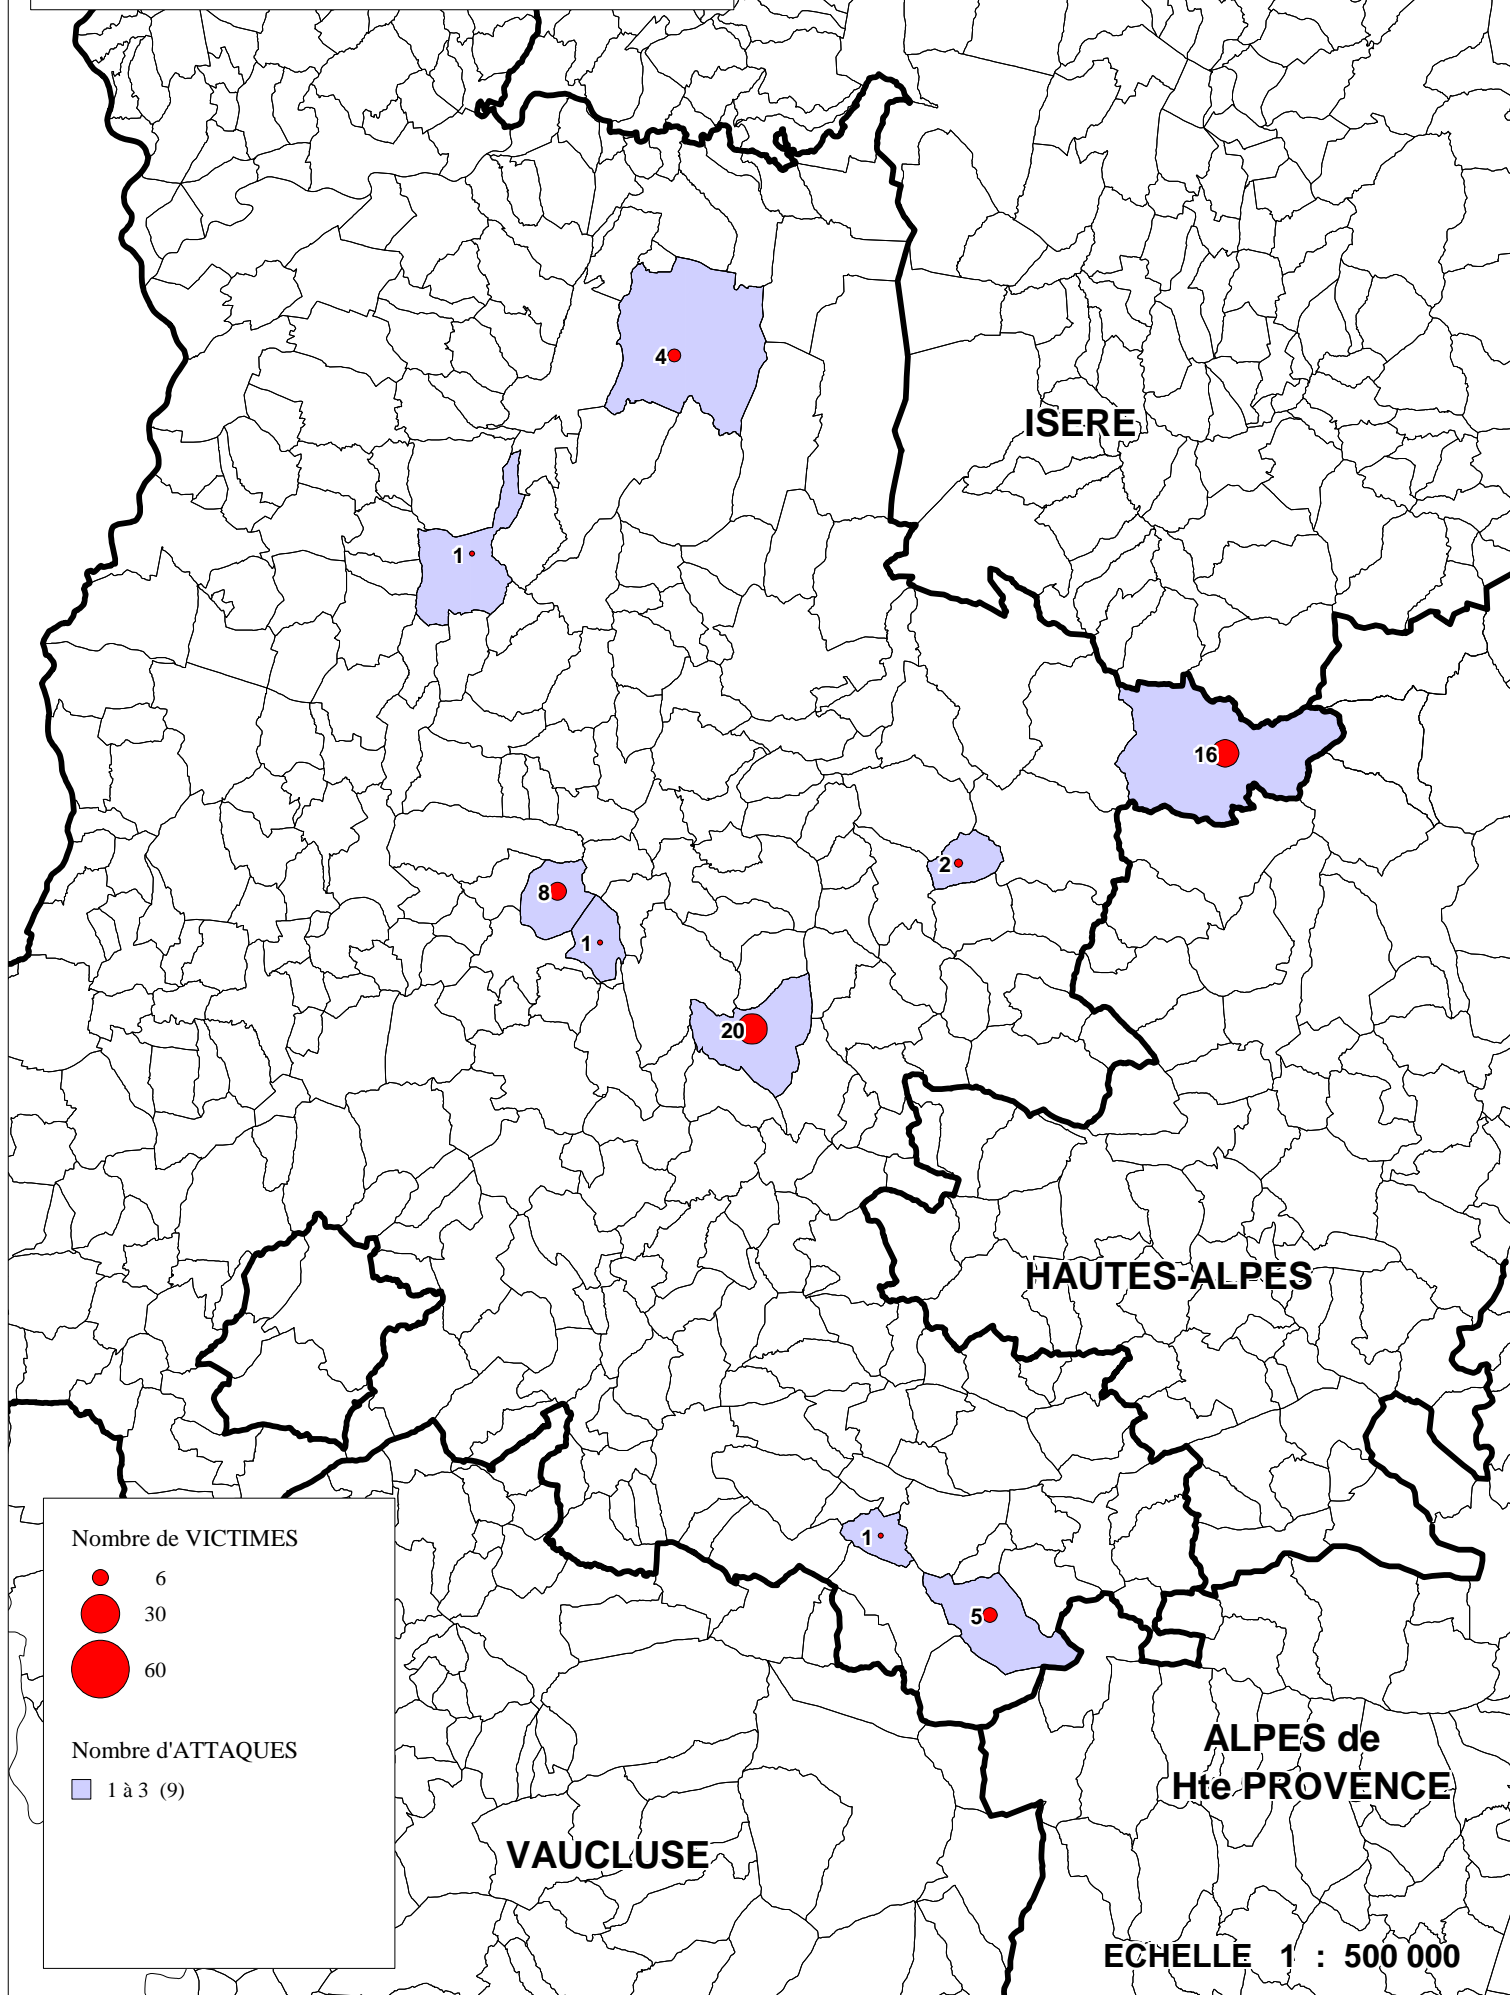 4
ISERE
1
16
2
8
1
20
HAUTES-ALPES
1
5
Nombre de VICTIMES
6
30
60
Nombre d'ATTAQUES
1 à 3 (9)
ALPES de
Hte PROVENCE
VAUCLUSE
ECHELLE 1 : 500 000